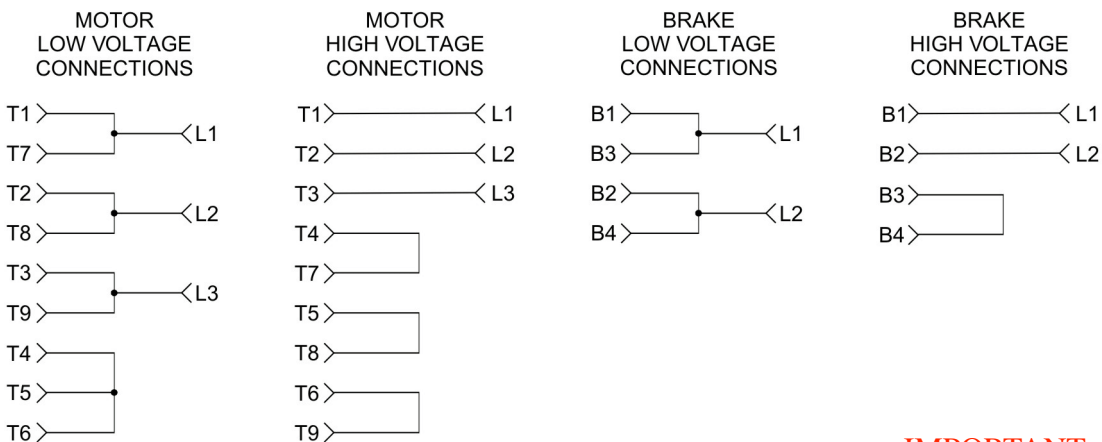 MOTOR
LOW VOLTAGE
CONNECTIONS
T1
T7
L1
T2
T8
L2
T3
T9
L3
T4
T5
T6
MOTOR
HIGH VOLTAGE
CONNECTIONS
T1 L1
T2 L2
T3 L3
T4
T7
T5
T8
T6
T9
BRAKE
LOW VOLTAGE
CONNECTIONS
B1
B3
L1
B2
B4
L2
BRAKE
HIGH VOLTAGE
CONNECTIONS
B1 L1
B2 L2
B3
B4
IMPORTANT